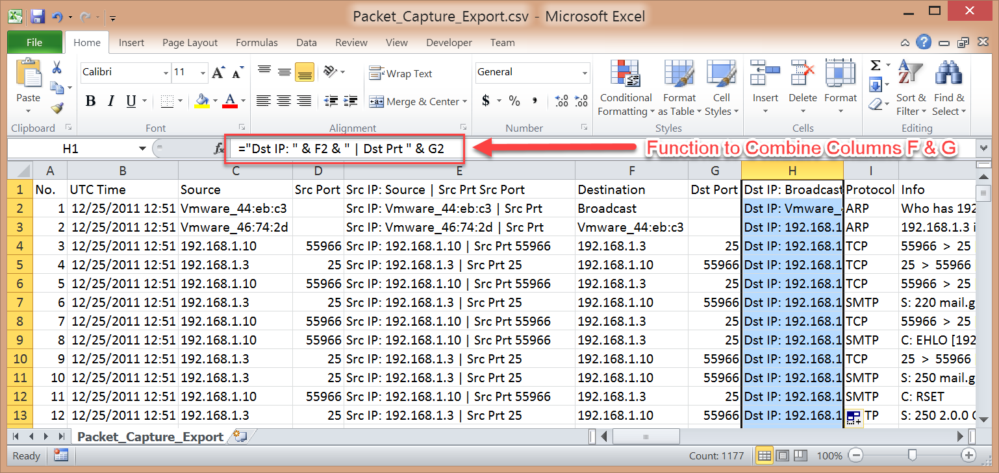 Packet_Capture_Export.csv - Microsoft Excel
File Home Insert Page Layout Formulas Data Review View Developer Team
Calibri 11 Wrap Text General
Paste B I U Merge & Center $ % , Conditional Formatting Format as Table Cell Styles Insert Delete Format Sort & Filter Find & Select
Clipboard Font Alignment Number Styles Cells Editing
H1 fx ="Dst IP: " & F2 & " | Dst Prt " & G2 Function to Combine Columns F & G
A B C D E F G H I
1 No. UTC Time Source Src Port Src IP: Source | Src Prt Src Port Destination Dst Port Dst IP: Broadcast Protocol Info
2 1 12/25/2011 12:51 Vmware_44:eb:c3 Src IP: Vmware_44:eb:c3 | Src Prt Broadcast Dst IP: Vmware_ ARP Who has 192
3 2 12/25/2011 12:51 Vmware_46:74:2d Src IP: Vmware_46:74:2d | Src Prt Vmware_44:eb:c3 Dst IP: 192.168.1 ARP 192.168.1.3 i
4 3 12/25/2011 12:51 192.168.1.10 55966 Src IP: 192.168.1.10 | Src Prt 55966 192.168.1.3 25 Dst IP: 192.168.1 TCP 55966 > 25
5 4 12/25/2011 12:51 192.168.1.3 25 Src IP: 192.168.1.3 | Src Prt 25 192.168.1.10 55966 Dst IP: 192.168.1 TCP 25 > 55966
6 5 12/25/2011 12:51 192.168.1.10 55966 Src IP: 192.168.1.10 | Src Prt 55966 192.168.1.3 25 Dst IP: 192.168.1 TCP 55966 > 25
7 6 12/25/2011 12:51 192.168.1.3 25 Src IP: 192.168.1.3 | Src Prt 25 192.168.1.10 55966 Dst IP: 192.168.1 SMTP S: 220 mail.g
8 7 12/25/2011 12:51 192.168.1.10 55966 Src IP: 192.168.1.10 | Src Prt 55966 192.168.1.3 25 Dst IP: 192.168.1 TCP 55966 > 25
9 8 12/25/2011 12:51 192.168.1.10 55966 Src IP: 192.168.1.10 | Src Prt 55966 192.168.1.3 25 Dst IP: 192.168.1 SMTP C: EHLO [192
10 9 12/25/2011 12:51 192.168.1.3 25 Src IP: 192.168.1.3 | Src Prt 25 192.168.1.10 55966 Dst IP: 192.168.1 TCP 25 > 55966
11 10 12/25/2011 12:51 192.168.1.3 25 Src IP: 192.168.1.3 | Src Prt 25 192.168.1.10 55966 Dst IP: 192.168.1 SMTP S: 250 mail.g
12 11 12/25/2011 12:51 192.168.1.10 55966 Src IP: 192.168.1.10 | Src Prt 55966 192.168.1.3 25 Dst IP: 192.168.1 SMTP C: RSET
13 12 12/25/2011 12:51 192.168.1.3 25 Src IP: 192.168.1.3 | Src Prt 25 192.168.1.10 55966 Dst IP: 192.168.1 TP S: 250 2.0.0
Packet_Capture_Export
Ready Count: 1177 100%